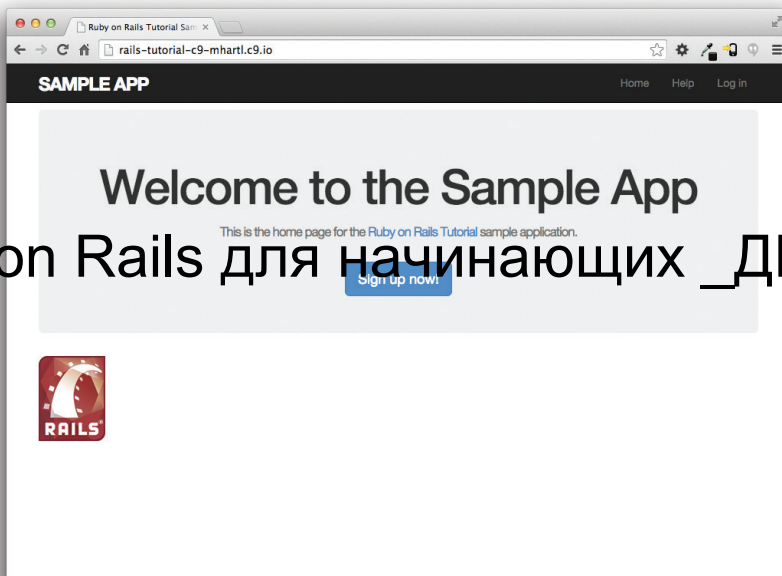 Ruby on Rails Tutorial Sam
rails-tutorial-c9-mhartl.c9.io
SAMPLE APP
Home Help Log in
Welcome to the Sample App
This is the home page for the Ruby on Rails Tutorial sample application.
on Rails для начинающих
Sign up now!
RAILS